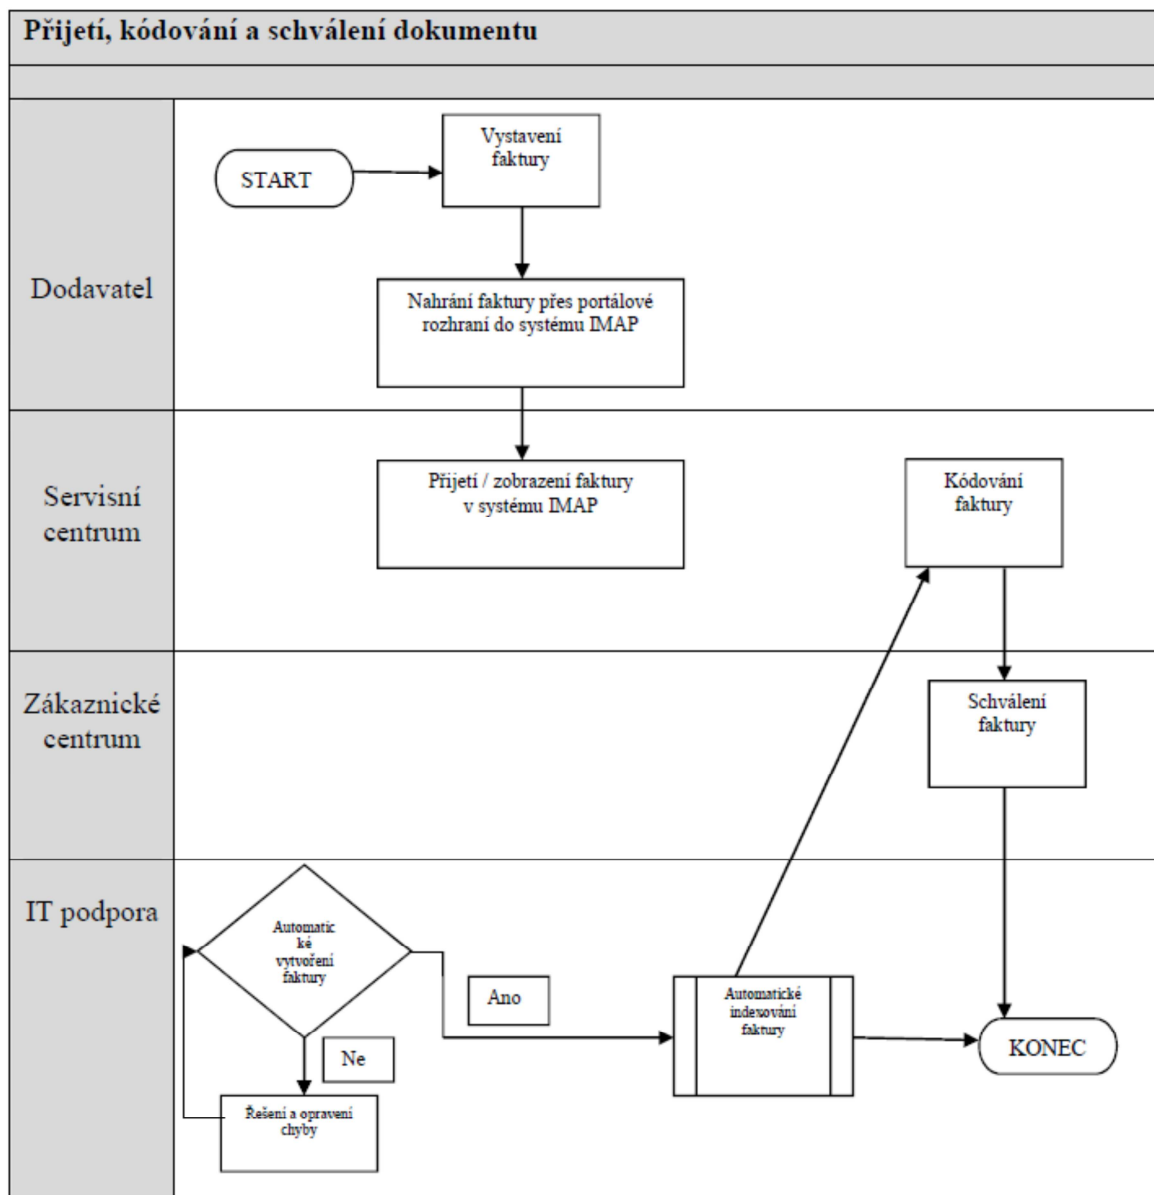 Přijetí, kódování a schválení dokumentu
Dodavatel
START
Vystavení
faktury
Nahrání faktury přes portálové
rozhraní do systému IMAP
Servisní
centrum
Přijetí / zobrazení faktury
v systému IMAP
Kódování
faktury
Zákaznické
centrum
Schválení
faktury
IT podpora
Automatic
ké
vytvoření
faktury
Ano
Ne
Řešení a opravení
chyby
Automatické
indexování
faktury
KONEC